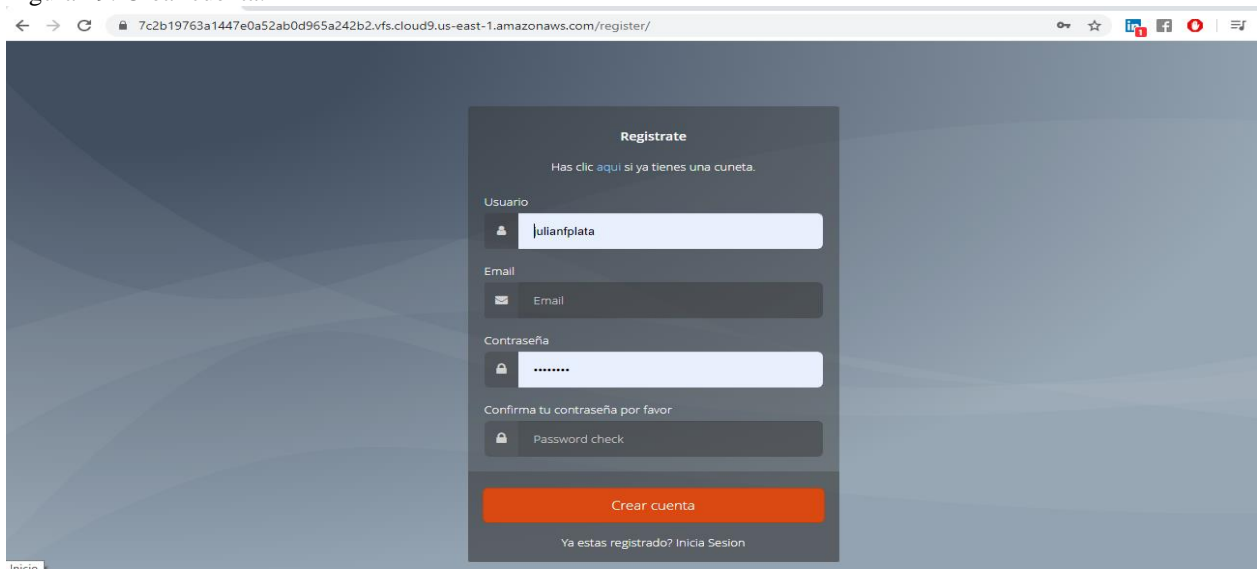 7c2b19763a1447e0a52ab0d965a242b2.vfs.cloud9.us-east-1.amazonaws.com/register/
in 1
Registrate
Has clic aqui si ya tienes una cuneta.
Usuario
julianfplata
Email
Email
Contraseña
••••••••
Confirma tu contraseña por favor
Password check
Crear cuenta
Ya estas registrado? Inicia Sesion
Inicio